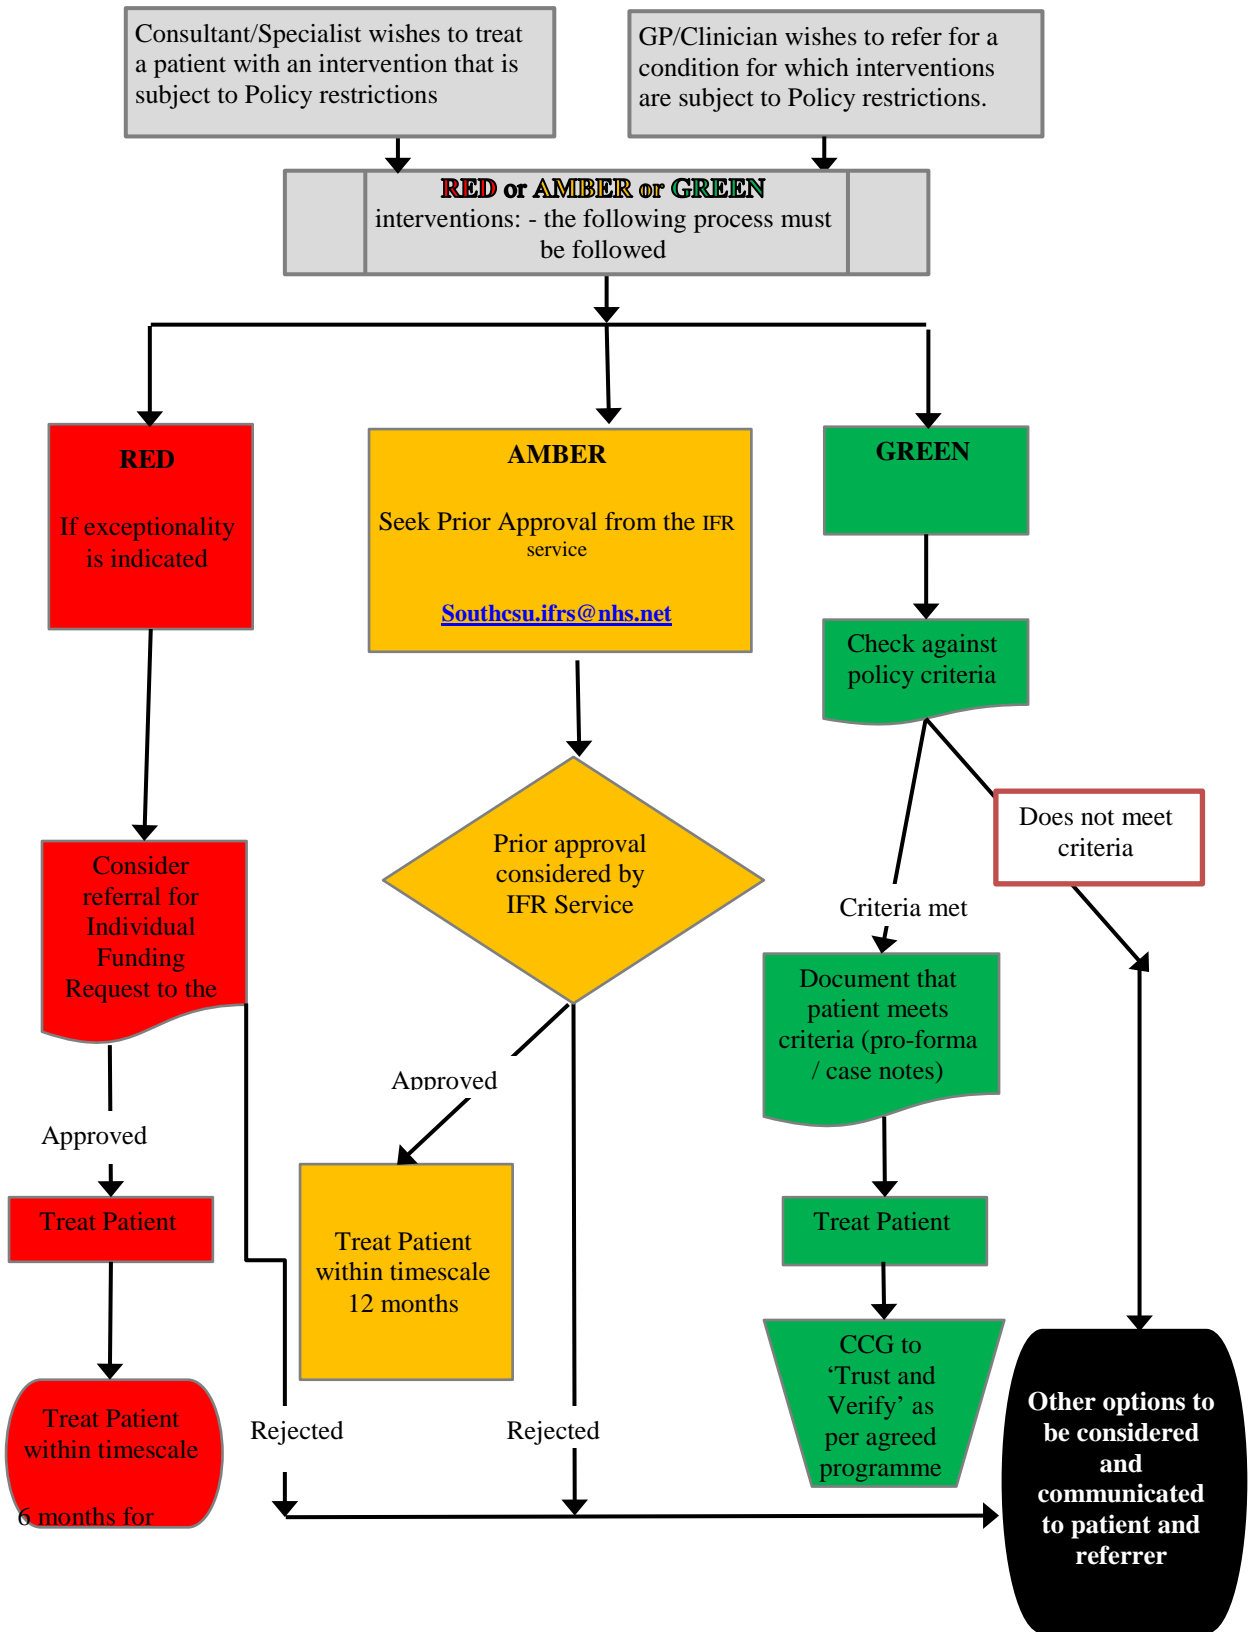 Consultant/Specialist wishes to treat
a patient with an intervention that is
subject to Policy restrictions
GP/Clinician wishes to refer for a
condition for which interventions
are subject to Policy restrictions.
RED or AMBER or GREEN
interventions: - the following process must
be followed
RED
If exceptionality
is indicated
AMBER
Seek Prior Approval from the IFR
service
Southcsu.ifrs@nhs.net
GREEN
Check against
policy criteria
Does not meet
criteria
Consider
referral for
Individual
Funding
Request to the
Prior approval
considered by
IFR Service
Criteria met
Document that
patient meets
criteria (pro-forma
/ case notes)
Approved
Approved
Treat Patient
Treat Patient
within timescale
12 months
Treat Patient
CCG to
‘Trust and
Verify’ as
per agreed
programme
Treat Patient
within timescale
6 months for
Rejected
Rejected
Other options to
be considered
and
communicated
to patient and
referrer